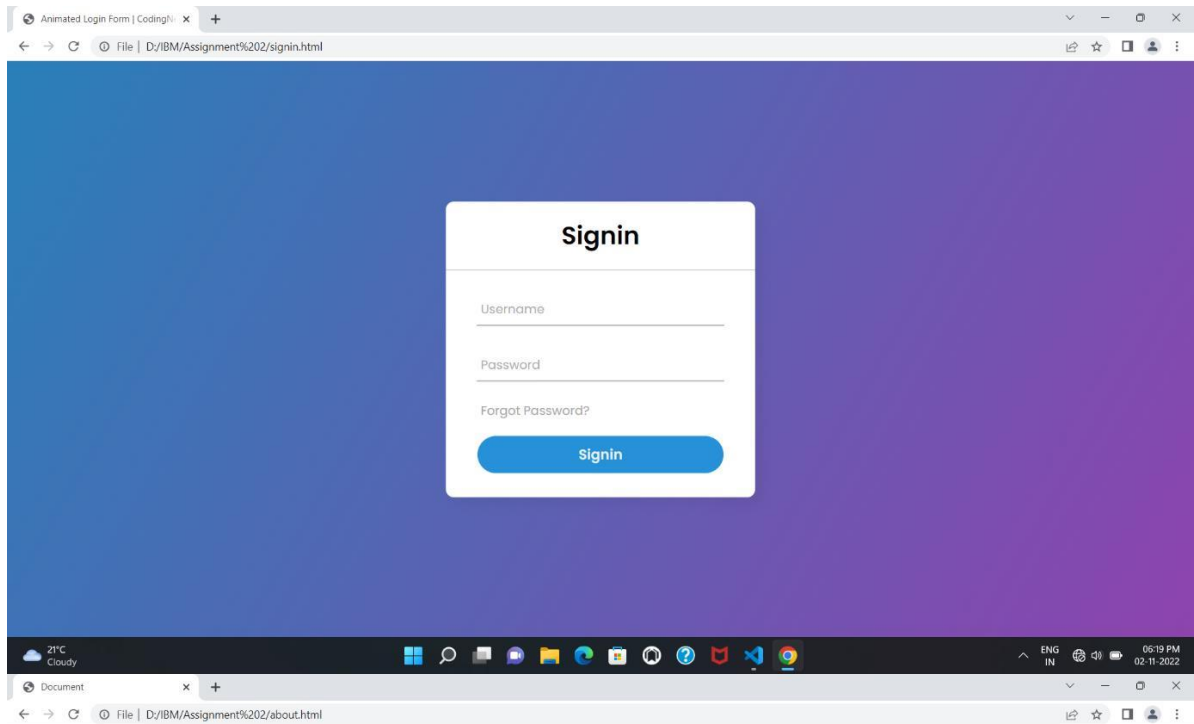 Animated Login Form | CodingN
File | D:/IBM/Assignment%202/signin.html
Signin
Username
Password
Forgot Password?
Signin
21°C
Cloudy
ENG
IN
06:19 PM
02-11-2022
Document
File | D:/IBM/Assignment%202/about.html